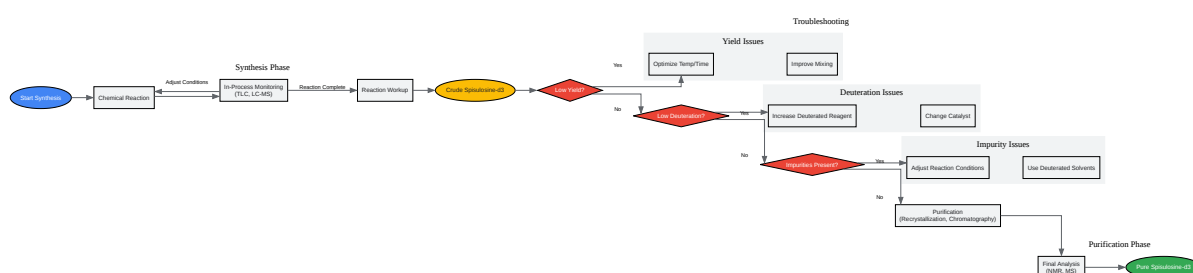 Troubleshooting
Yield Issues
Synthesis Phase
Start Synthesis
Chemical Reaction
Adjust Conditions
In-Process Monitoring
(TLC, LC-MS)
Reaction Complete
Reaction Workup
Crude Spisulosine-d3
Low Yield?
Yes
Optimize Temp/Time
Improve Mixing
No
Low Deuteration?
Deuteration Issues
Yes
Increase Deuterated Reagent
Change Catalyst
No
Impurities Present?
Impurity Issues
Yes
Adjust Reaction Conditions
Use Deuterated Solvents
No
Purification
(Recrystallization, Chromatography)
Purification Phase
Final Analysis
(NMR, MS)
Pure Spisulosine-d3